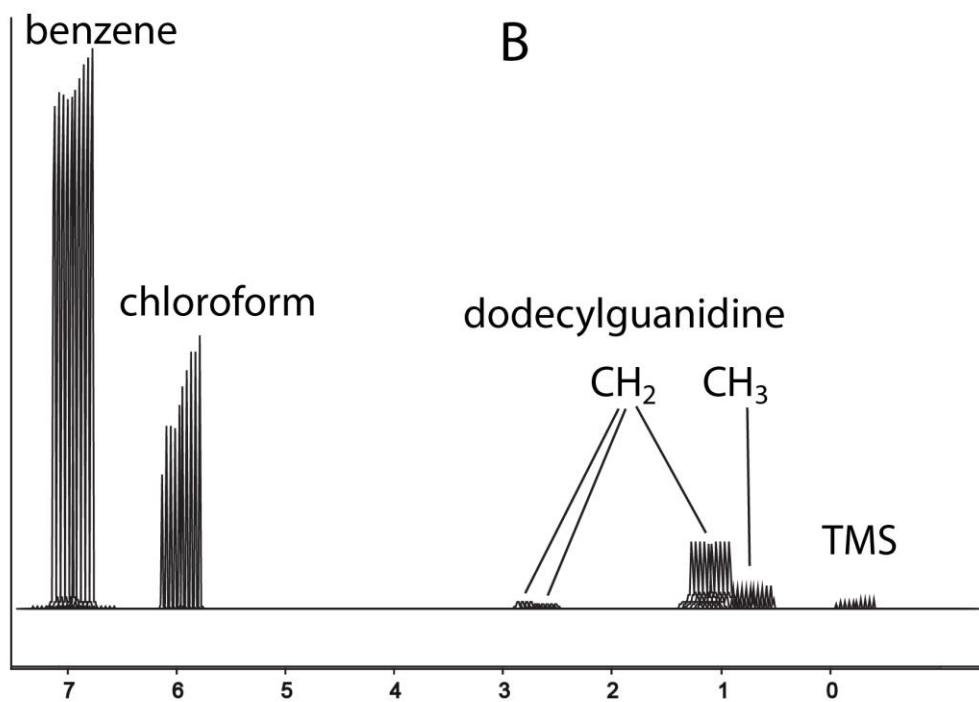 benzene
B
chloroform
dodecylguanidine
CH₂ CH₃
TMS
7 6 5 4 3 2 1 0